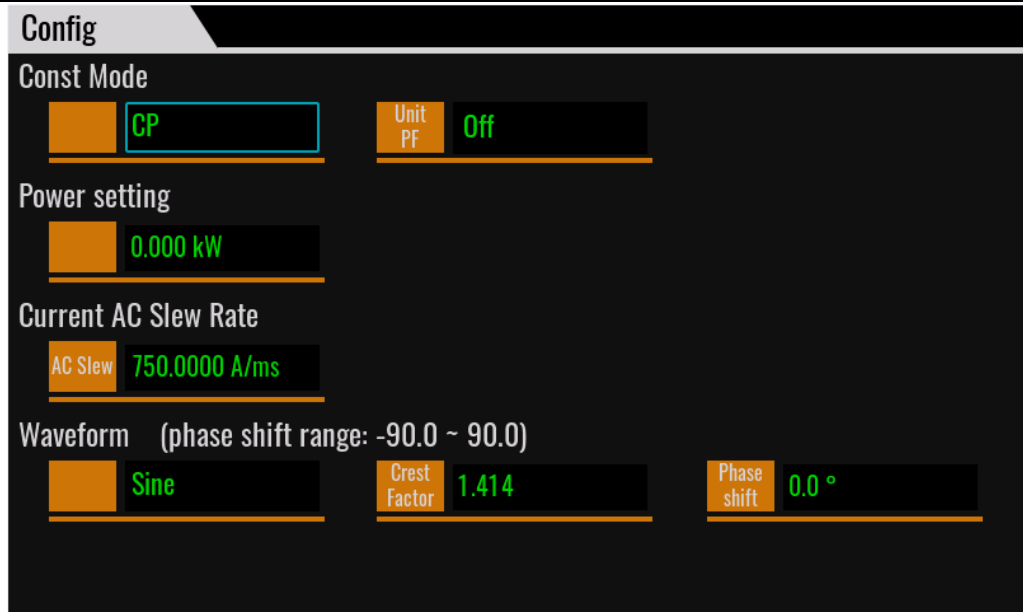 Config
Const Mode
CP
Unit
PF
Off
Power setting
0.000 kW
Current AC Slew Rate
AC Slew
750.0000 A/ms
Waveform (phase shift range: -90.0 ~ 90.0)
Sine
Crest
Factor
1.414
Phase
shift
0.0 °